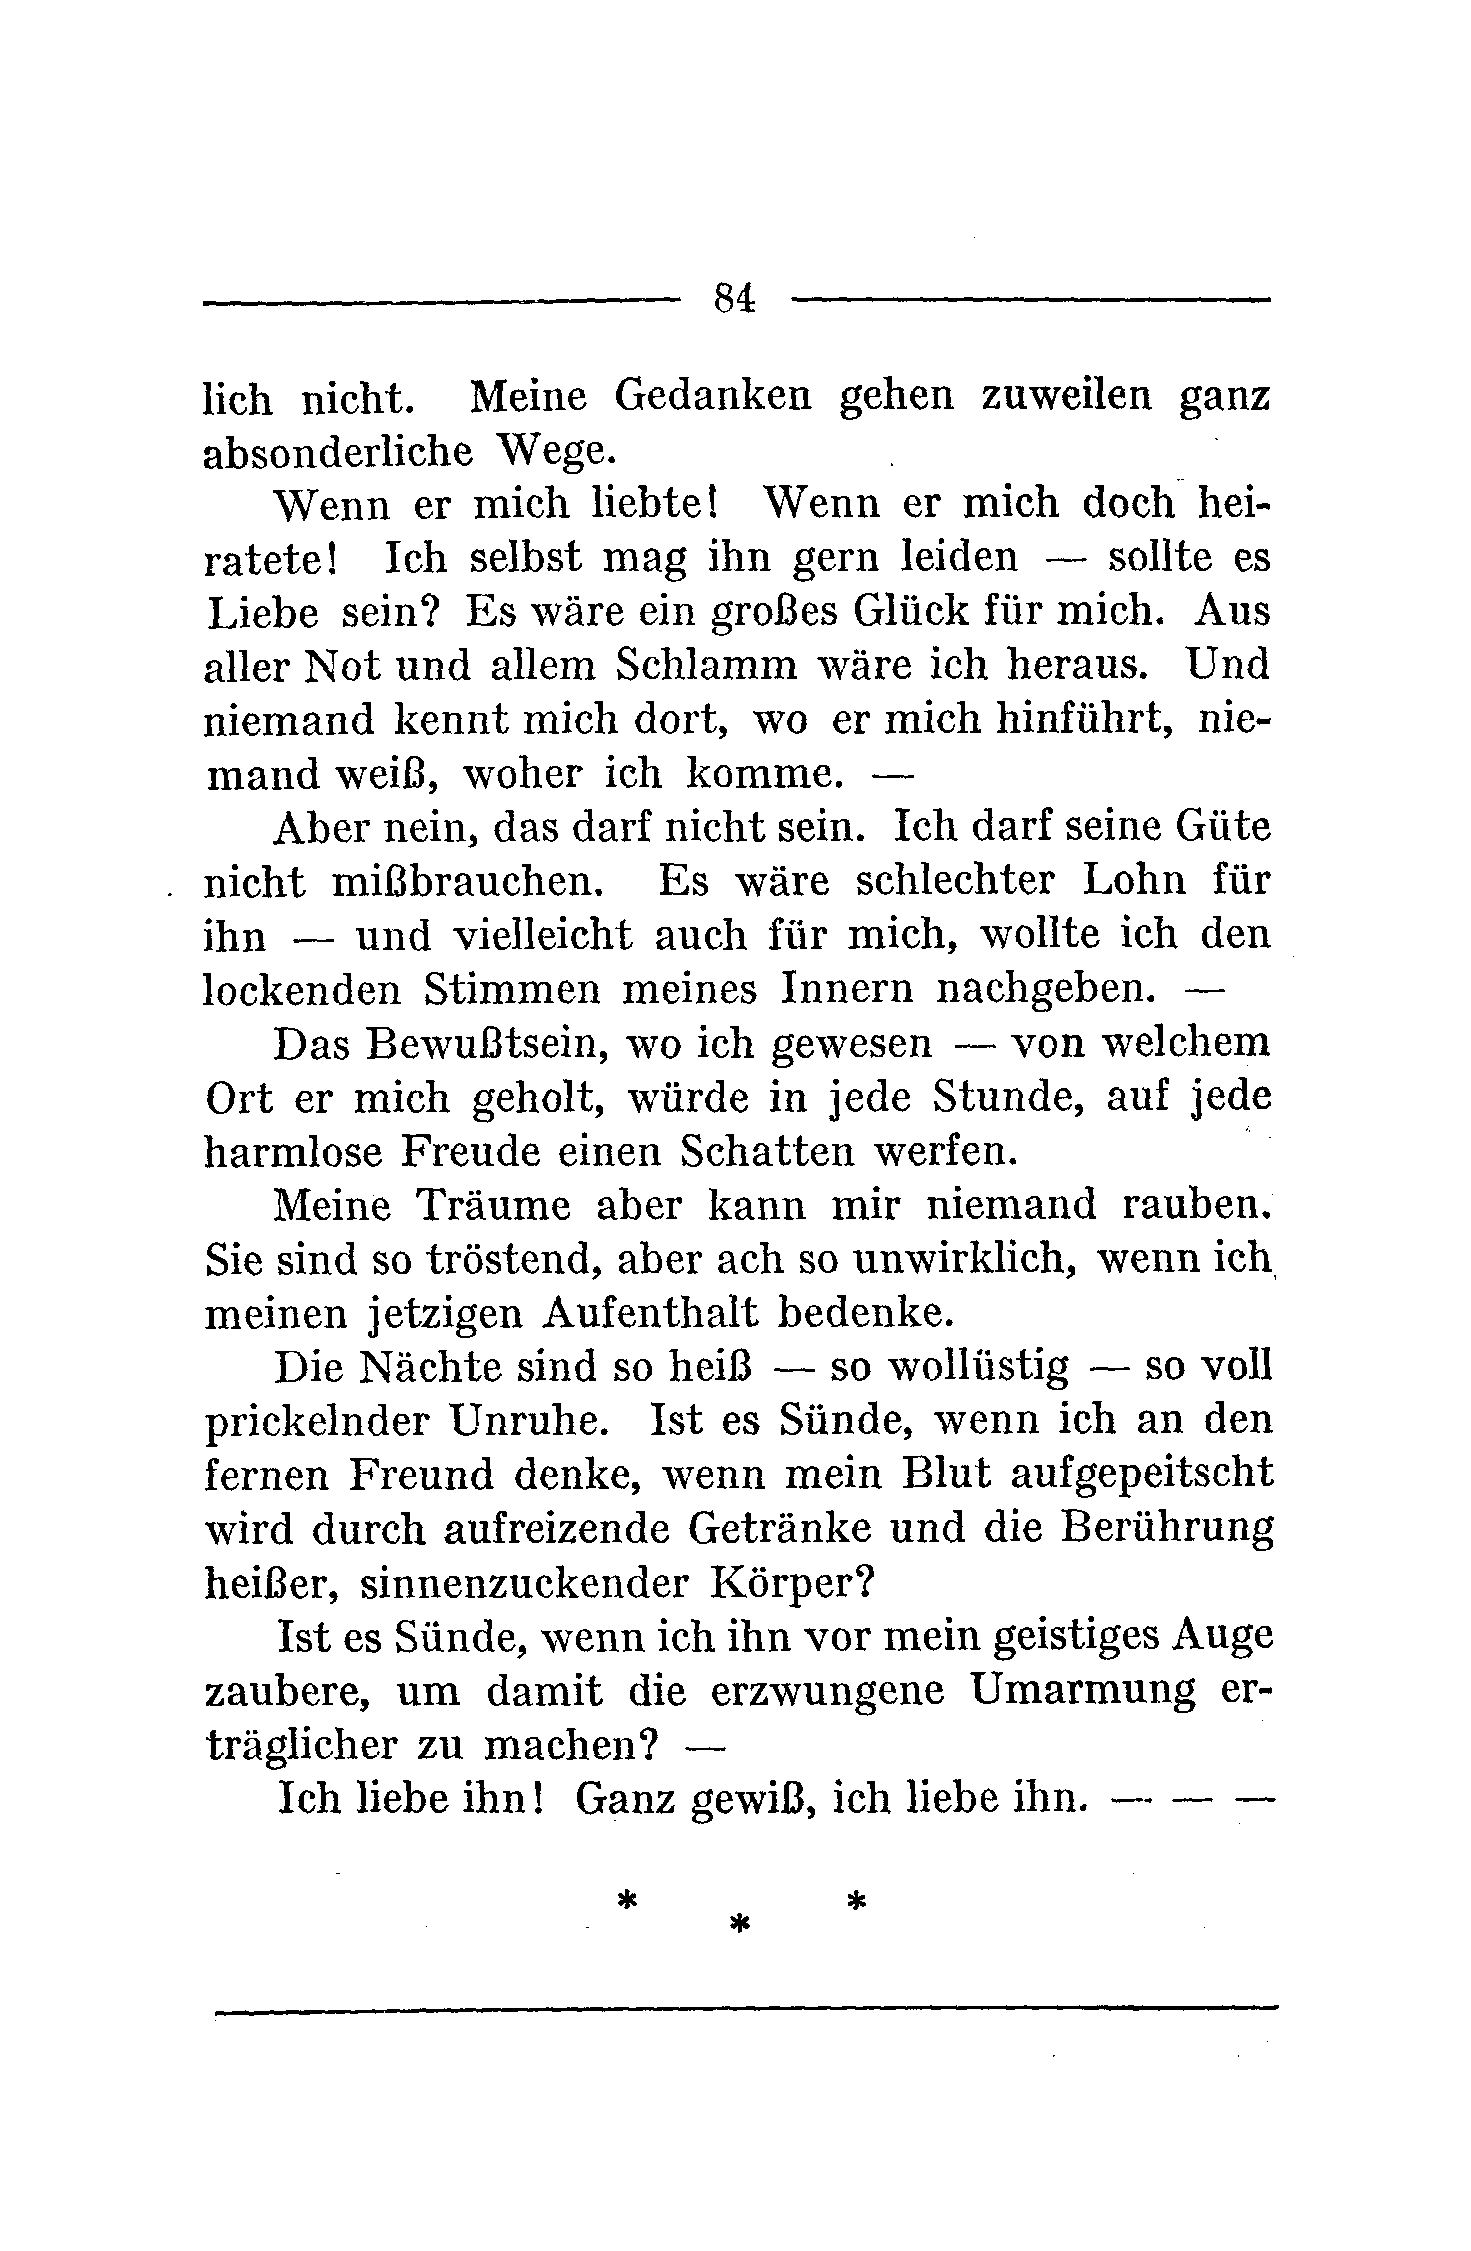 84
lich nicht. Meine Gedanken gehen zuweilen ganz
absonderliche Wege.
Wenn er mich liebte! Wenn er mich doch hei-
ratete! Ich selbst mag ihn gern leiden — sollte es
Liebe sein? Es wäre ein großes Glück für mich. Aus
aller Not und allem Schlamm wäre ich heraus. Und
niemand kennt mich dort, wo er mich hinführt, nie-
mand weiß, woher ich komme. —
Aber nein, das darf nicht sein. Ich darf seine Güte
nicht mißbrauchen. Es wäre schlechter Lohn für
ihn — und vielleicht auch für mich, wollte ich den
lockenden Stimmen meines Innern nachgeben. —
Das Bewußtsein, wo ich gewesen — von welchem
Ort er mich geholt, würde in jede Stunde, auf jede
harmlose Freude einen Schatten werfen.
Meine Träume aber kann mir niemand rauben.
Sie sind so tröstend, aber ach so unwirklich, wenn ich
meinen jetzigen Aufenthalt bedenke.
Die Nächte sind so heiß — so wollüstig — so voll
prickelnder Unruhe. Ist es Sünde, wenn ich an den
fernen Freund denke, wenn mein Blut aufgepeitscht
wird durch aufreizende Getränke und die Berührung
heißer, sinnenzuckender Körper?
Ist es Sünde, wenn ich ihn vor mein geistiges Auge
zaubere, um damit die erzwungene Umarmung er-
träglicher zu machen? —
Ich liebe ihn! Ganz gewiß, ich liebe ihn. — — —
* * *